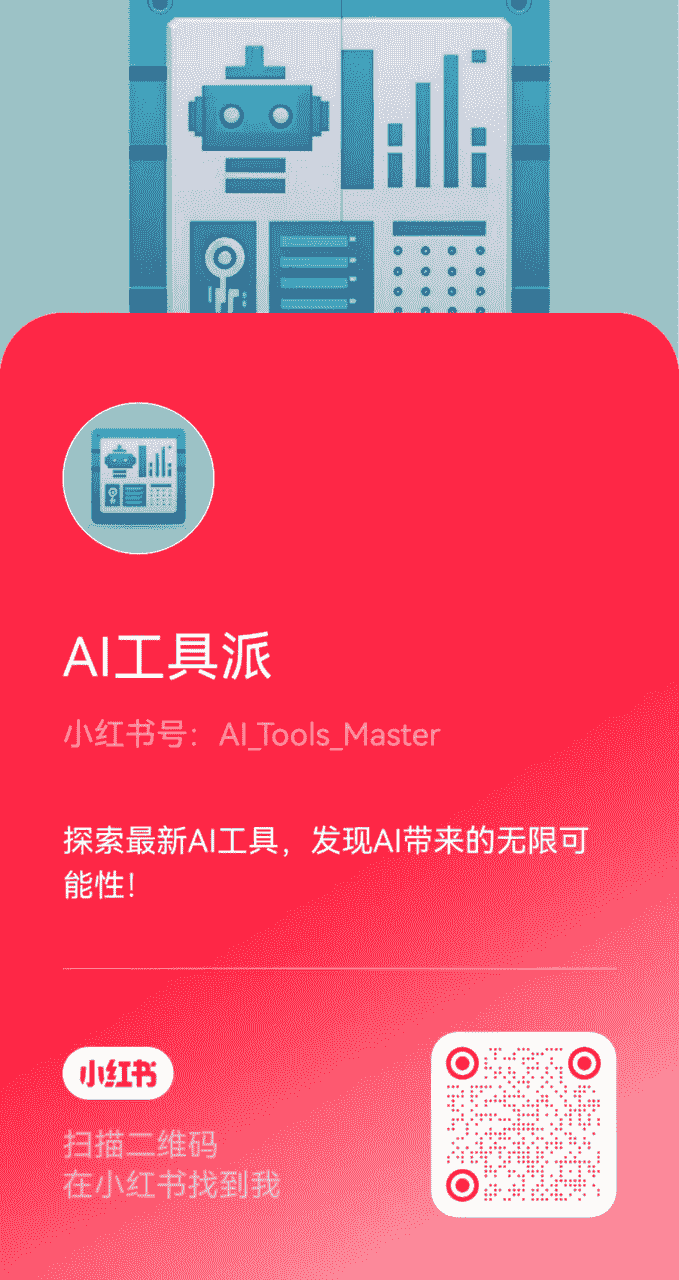 AI工具派
小红书号：AI_Tools_Master
探索最新AI工具，发现AI带来的无限可
能性！
小红书
扫描二维码
在小红书找到我